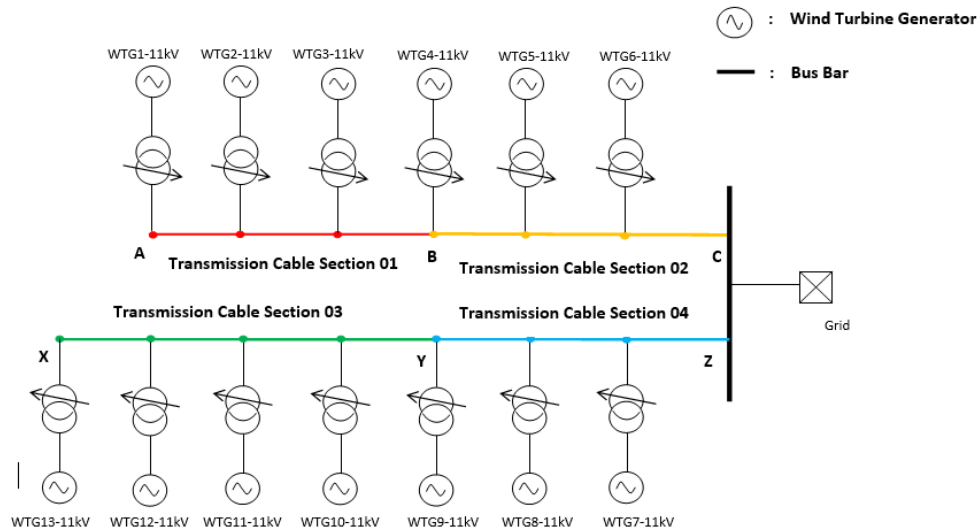 : Wind Turbine Generator
: Bus Bar
WTG1-11kV WTG2-11kV WTG3-11kV WTG4-11kV WTG5-11kV WTG6-11kV
A B C
Transmission Cable Section 01 Transmission Cable Section 02
Grid
Transmission Cable Section 03 Transmission Cable Section 04
X Y Z
WTG13-11kV WTG12-11kV WTG11-11kV WTG10-11kV WTG9-11kV WTG8-11kV WTG7-11kV